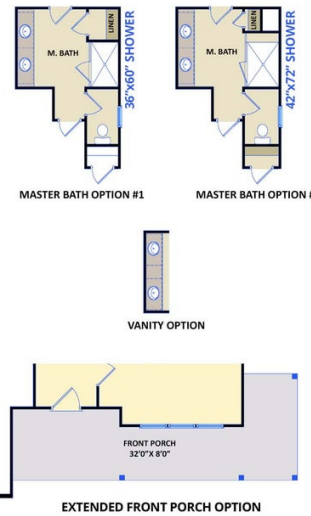 LINEN
M. BATH
36"x60" SHOWER
MASTER BATH OPTION #1
LINEN
M. BATH
42"x72" SHOWER
MASTER BATH OPTION #
VANITY OPTION
FRONT PORCH
32'0"X 8'0"
EXTENDED FRONT PORCH OPTION